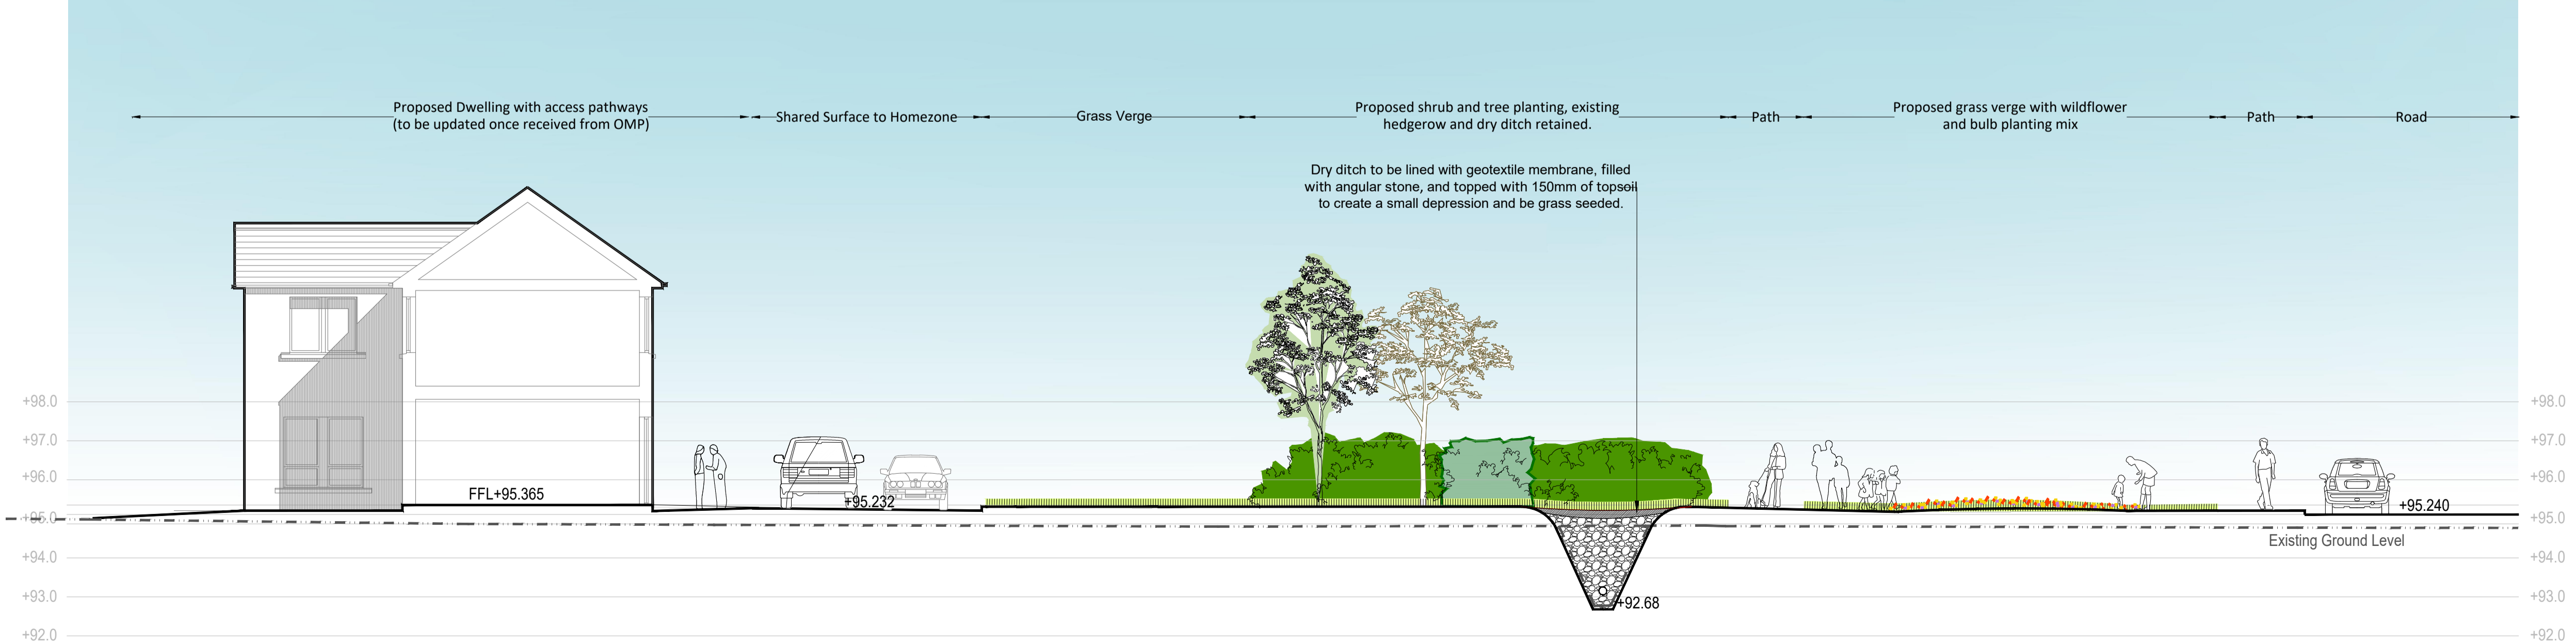 Proposed Dwelling with access pathways
(to be updated once received from OMP)
Shared Surface to Homezone
Grass Verge
Proposed shrub and tree planting, existing
hedgerow and dry ditch retained.
Path
Proposed grass verge with wildflower
and bulb planting mix
Path
Road
Dry ditch to be lined with geotextile membrane, filled
with angular stone, and topped with 150mm of topsoil
to create a small depression and be grass seeded.
+98.0
+98.0
+97.0
+97.0
+96.0
+96.0
FFL+95.365
+95.232
+95.240
+95.0
+95.0
Existing Ground Level
+94.0
+94.0
+93.0
+93.0
+92.68
+92.0
+92.0